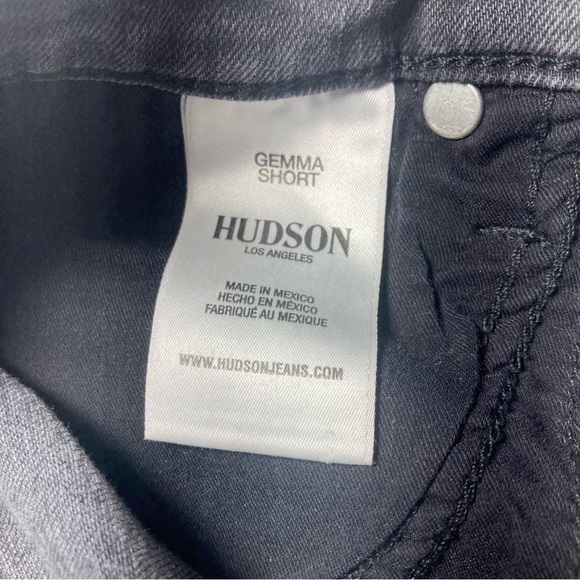 GEMMA
SHORT
HUDSON
LOS ANGELES
MADE IN MEXICO
HECHO EN MÉXICO
FABRIQUÉ AU MEXIQUE
WWW.HUDSONJEANS.COM